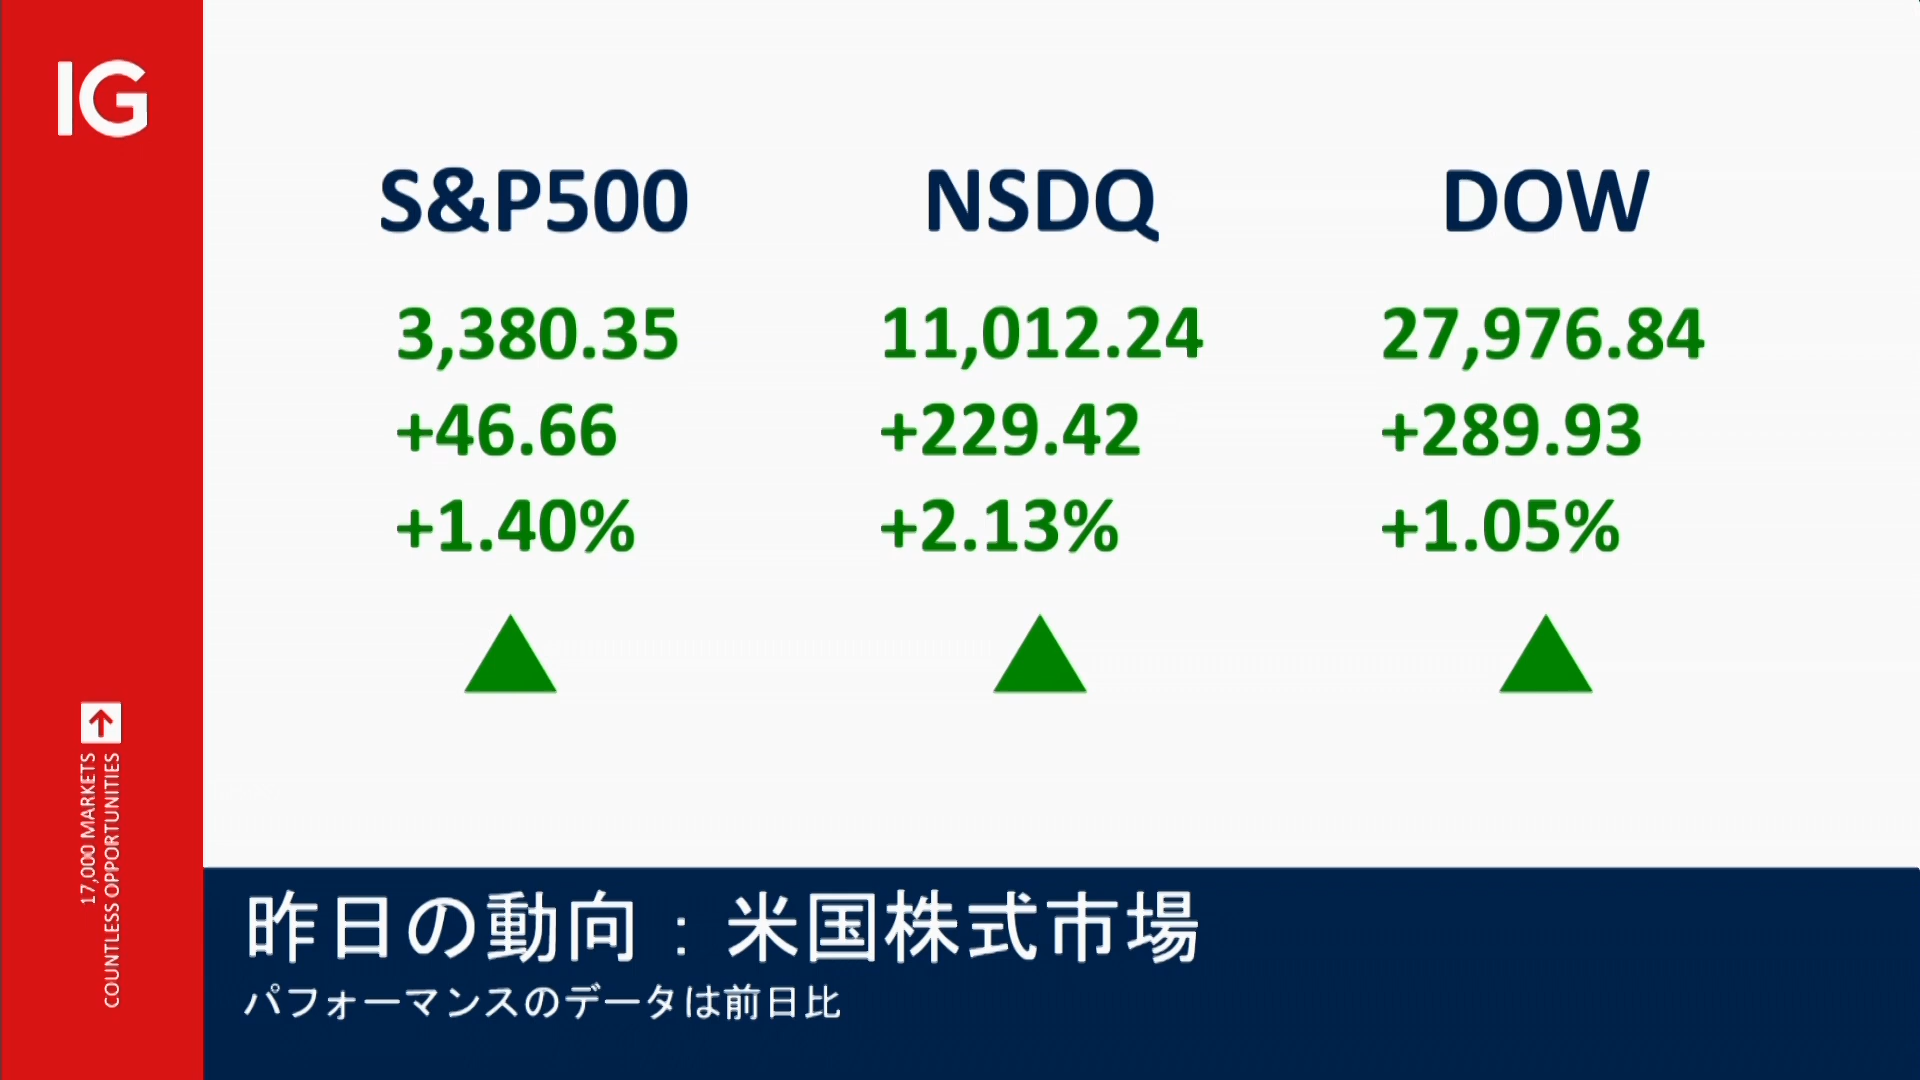 IG
S&P500 NSDQ DOW
3,380.35 11,012.24 27,976.84
+46.66 +229.42 +289.93
+1.40% +2.13% +1.05%
17,000 MARKETS
COUNTLESS OPPORTUNITIES
昨日の動向：米国株式市場
パフォーマンスのデータは前日比